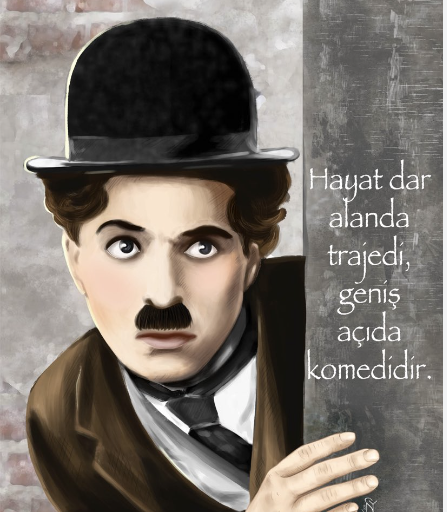 Hayat dar
alanda
trajedi,
geniş
açıda
komedidir.